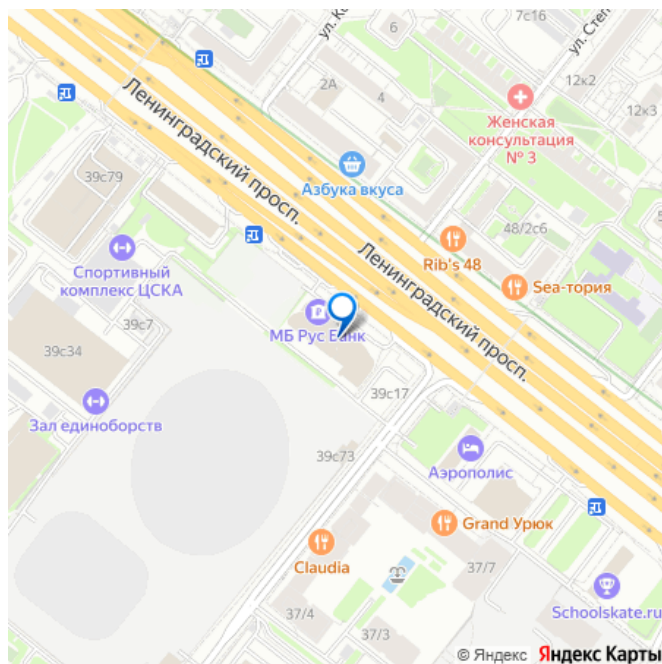 ул. Ко
6
7с16
ул. Степ
12к2
12к3
2А
4
Женская
консультация
№ 3
Ленинградский просп.
Азбука вкуса
39с79
48/2с6
Rib's 48
Sea-тория
Спортивный
комплекс ЦСКА
Ленинградский просп.
39с7
МБ Рус Банк
39с34
39с17
Зал единоборств
39с73
Аэрополис
Grand Урюк
Claudia
37/7
37/4
37/3
Schoolskate.ru
© Яндекс Яндекс Карты